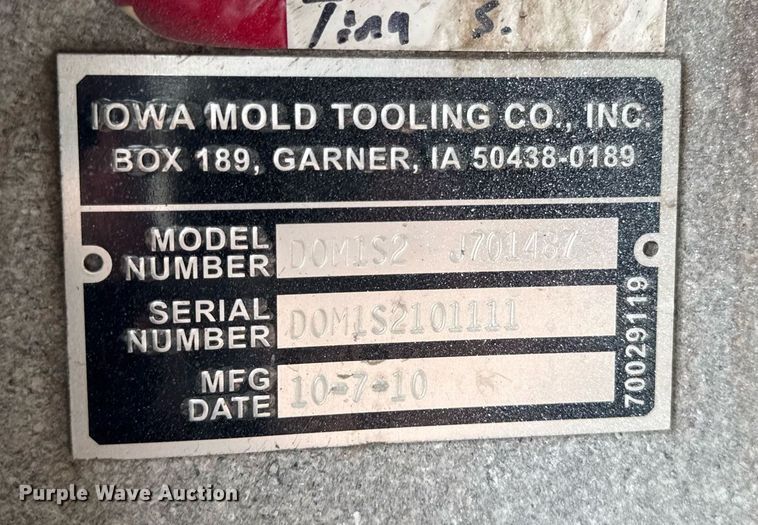 Tina S.
IOWA MOLD TOOLING CO., INC.
BOX 189, GARNER, IA 50438-0189
MODEL NUMBER DOM1S2 J701487
SERIAL NUMBER DOM1S2101111
MFG DATE 10-7-10
70029119
Purple Wave Auction